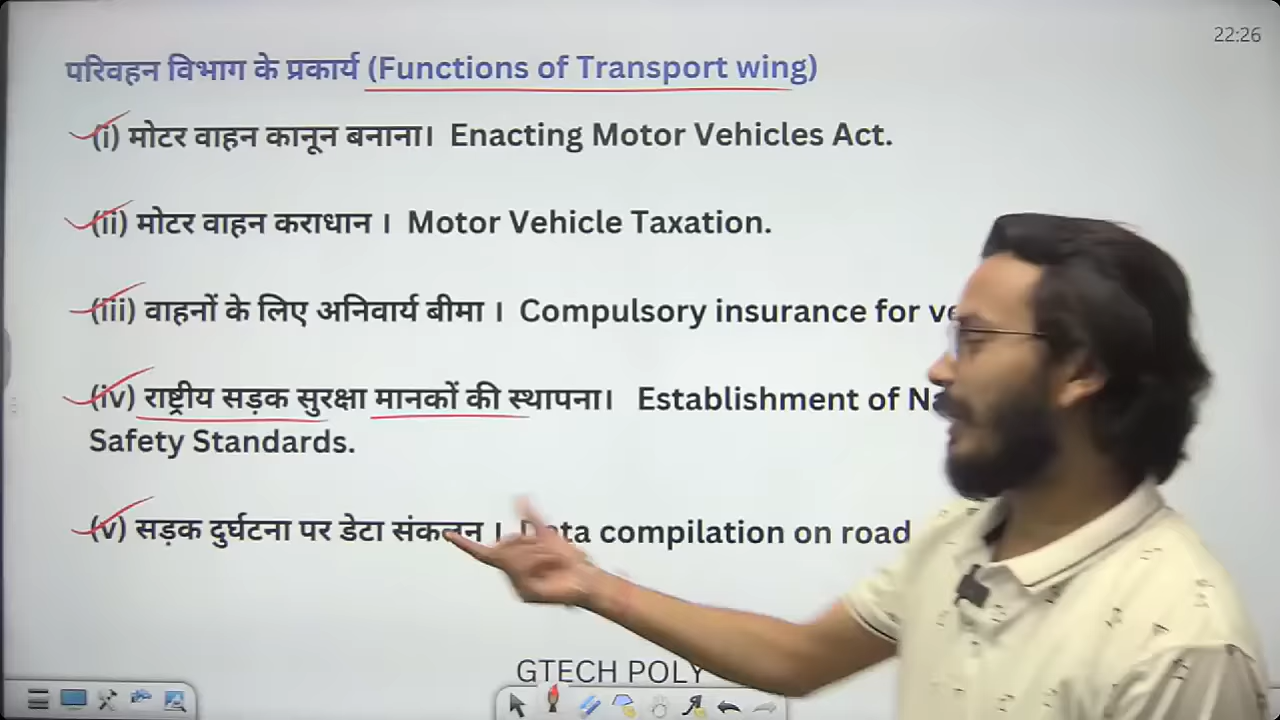 22:26
परिवहन विभाग के प्रकार्य (Functions of Transport wing)
(i) मोटर वाहन कानून बनाना। Enacting Motor Vehicles Act.
(ii) मोटर वाहन कराधान । Motor Vehicle Taxation.
(iii) वाहनों के लिए अनिवार्य बीमा । Compulsory insurance for
(iv) राष्ट्रीय सड़क सुरक्षा मानकों की स्थापना। Establishment of
Safety Standards.
(v) सड़क दुर्घटना पर डेटा संकलन । Data compilation on road
GTECH POLY